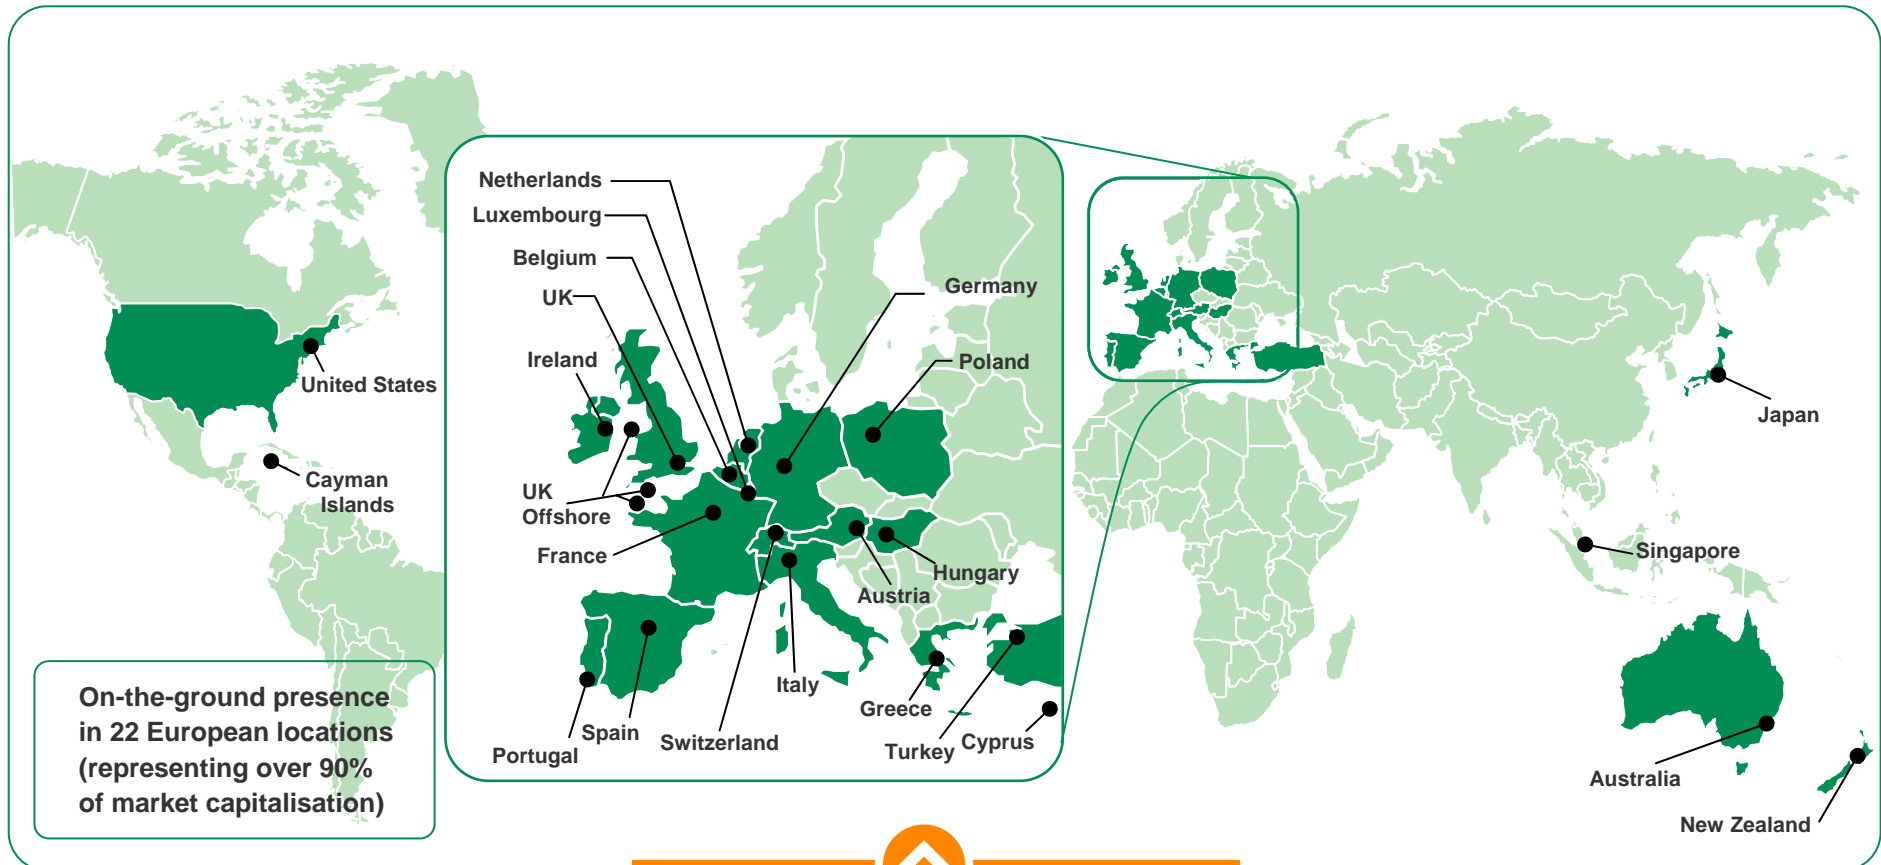 Netherlands
Luxembourg
Belgium
UK
Ireland
UK
Offshore
France
Portugal
Spain
Switzerland
Italy
Germany
Poland
Hungary
Austria
Greece
Turkey
Cyprus
United States
Cayman
Islands
Japan
Singapore
Australia
New Zealand
On-the-ground presence
in 22 European locations
(representing over 90%
of market capitalisation)